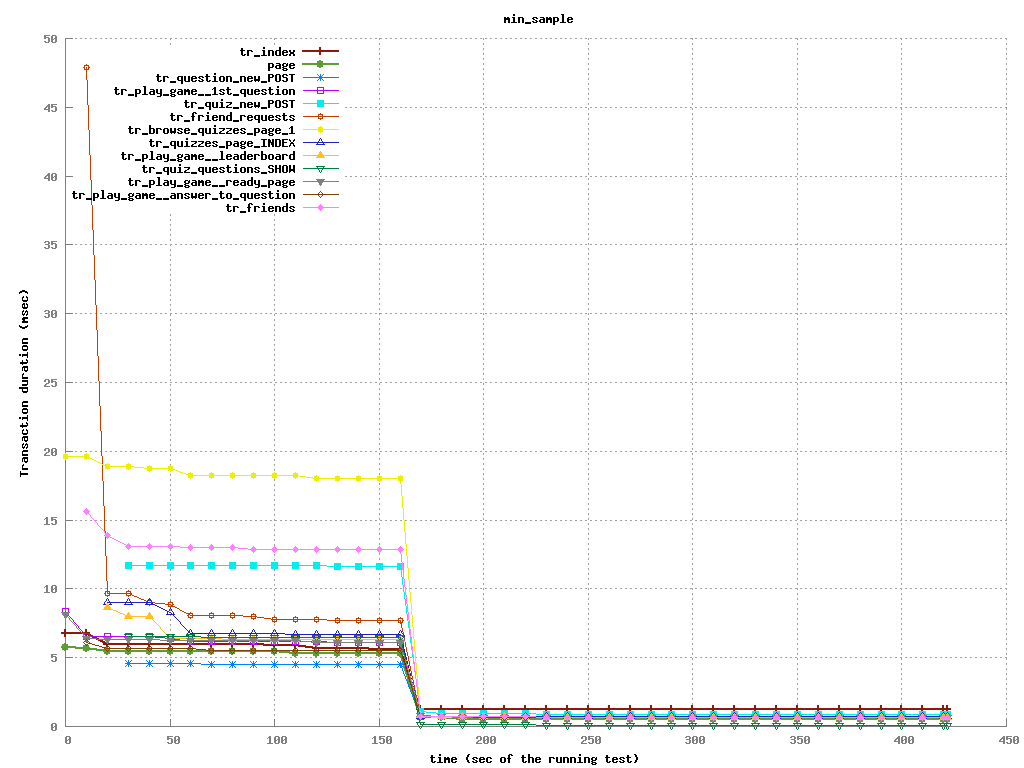 min_sample
50
45
40
35
30
25
20
15
10
5
0
Transaction duration (msec)
tr_index
page
tr_question_new_POST
tr_play_game__1st_question
tr_quiz_new_POST
tr_friend_requests
tr_browse_quizzes_page_1
tr_quizzes_page_INDEX
tr_play_game__leaderboard
tr_quiz_questions_SHOW
tr_play_game__ready_page
tr_play_game__answer_to_question
tr_friends
0 50 100 150 200 250 300 350 400 450
time (sec of the running test)